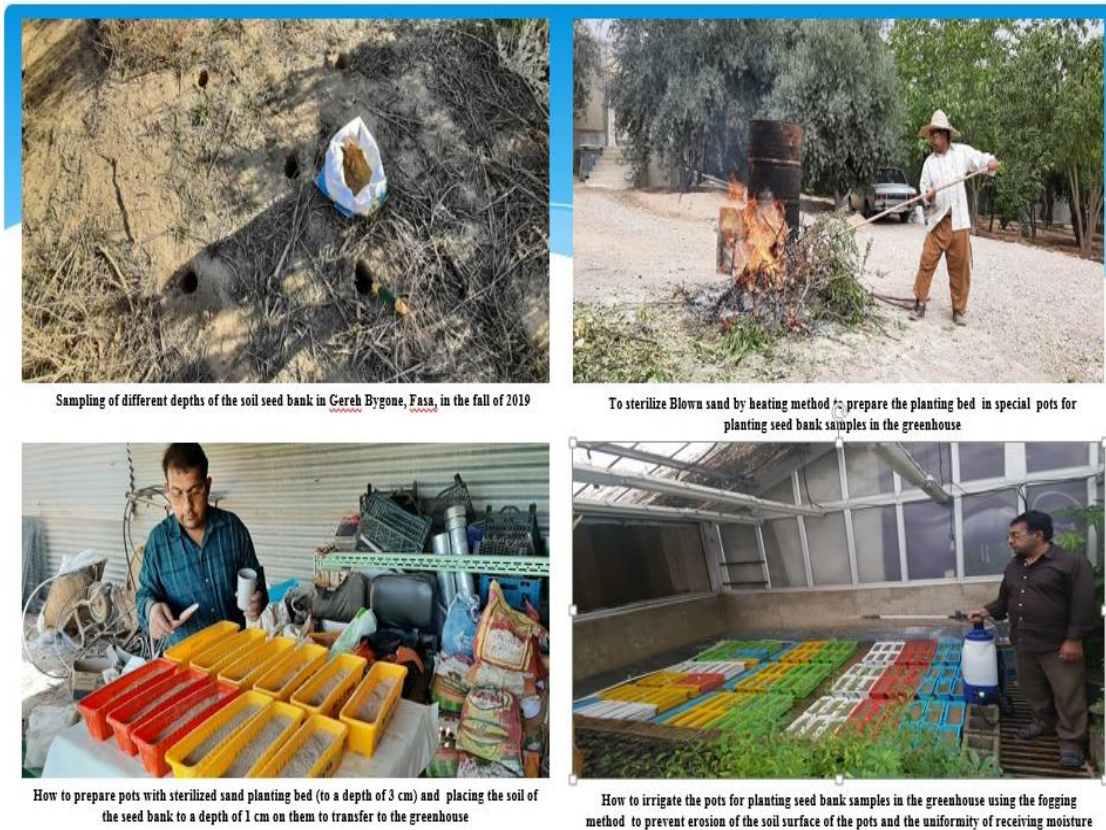 Sampling of different depths of the soil seed bank in Gereh Bygone, Fasa, in the fall of 2019
To sterilize Blown sand by heating method to prepare the planting bed in special pots for
planting seed bank samples in the greenhouse
How to prepare pots with sterilized sand planting bed (to a depth of 3 cm) and placing the soil of
the seed bank to a depth of 1 cm on them to transfer to the greenhouse
How to irrigate the pots for planting seed bank samples in the greenhouse using the fogging
method to prevent erosion of the soil surface of the pots and the uniformity of receiving moisture